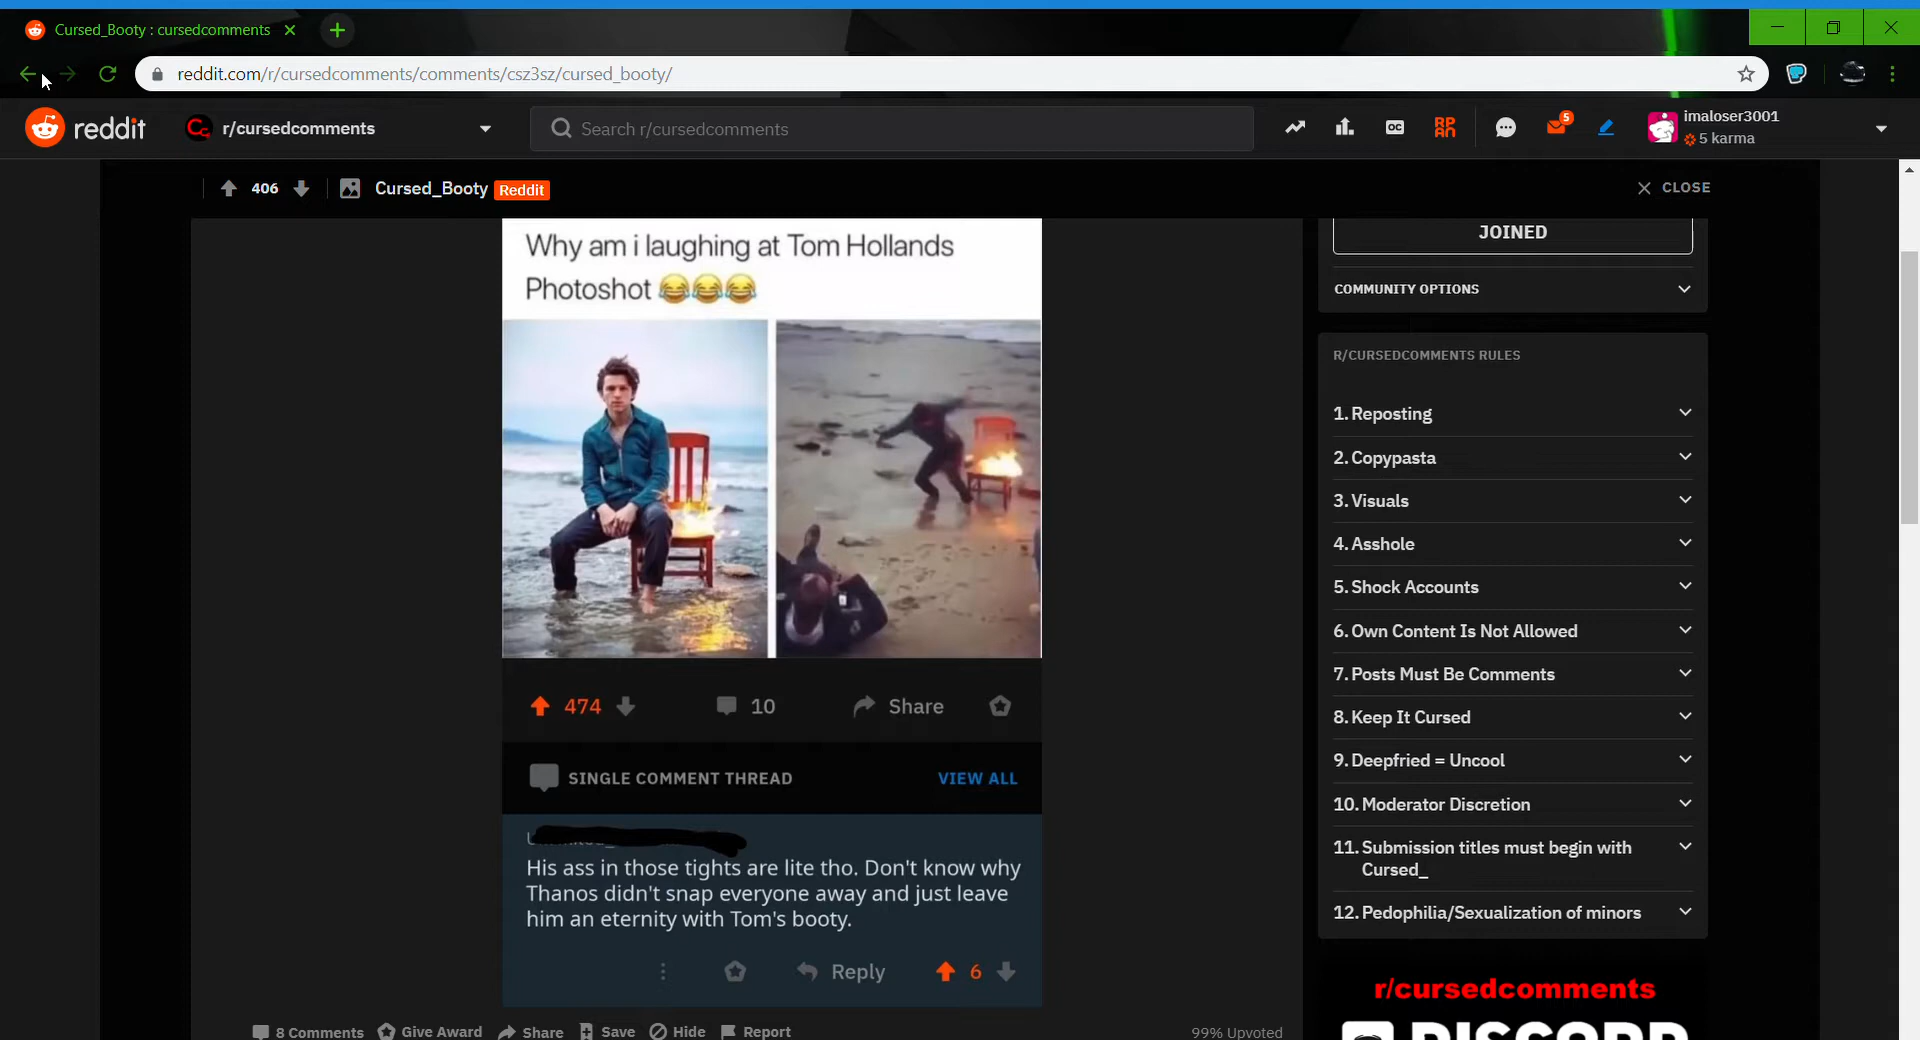 Cursed_Booty : cursedcomments
reddit.com/r/cursedcomments/comments/csz3sz/cursed_booty/
reddit
r/cursedcomments
Search r/cursedcomments
OC
RPAN
5
imaloser3001
5 karma
406
Cursed_Booty
Reddit
CLOSE
Why am i laughing at Tom Hollands
Photoshot 😂😂😂
474
10
Share
SINGLE COMMENT THREAD
VIEW ALL
His ass in those tights are lite tho. Don't know why
Thanos didn't snap everyone away and just leave
him an eternity with Tom's booty.
Reply
6
8 Comments
Give Award
Share
Save
Hide
Report
99% Upvoted
JOINED
COMMUNITY OPTIONS
R/CURSEDCOMMENTS RULES
1. Reposting
2. Copypasta
3. Visuals
4. Asshole
5. Shock Accounts
6. Own Content Is Not Allowed
7. Posts Must Be Comments
8. Keep It Cursed
9. Deepfried = Uncool
10. Moderator Discretion
11. Submission titles must begin with
Cursed_
12. Pedophilia/Sexualization of minors
r/cursedcomments
DISCORD